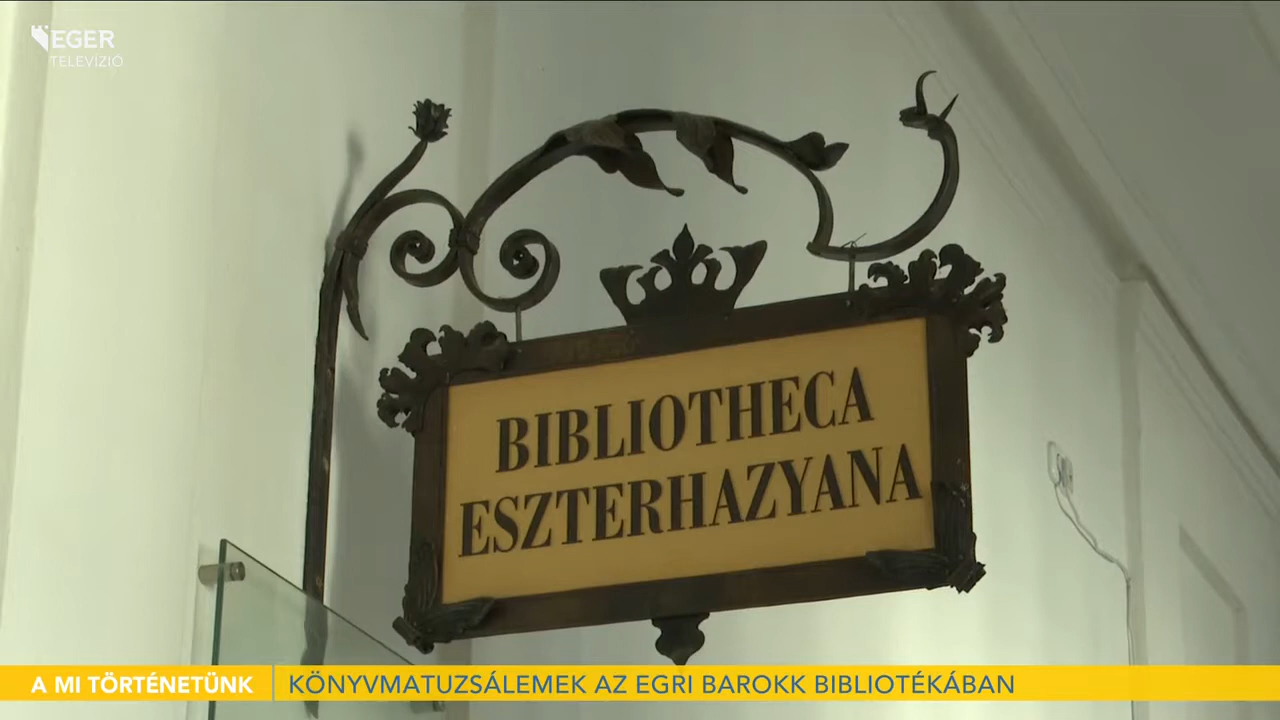 EGER
TELEVÍZIÓ
BIBLIOTHECA
ESZTERHAZYANA
A MI TÖRTÉNETÜNK
KÖNYVMATUZSÁLEMEK AZ EGRI BAROKK BIBLIOTÉKÁBAN